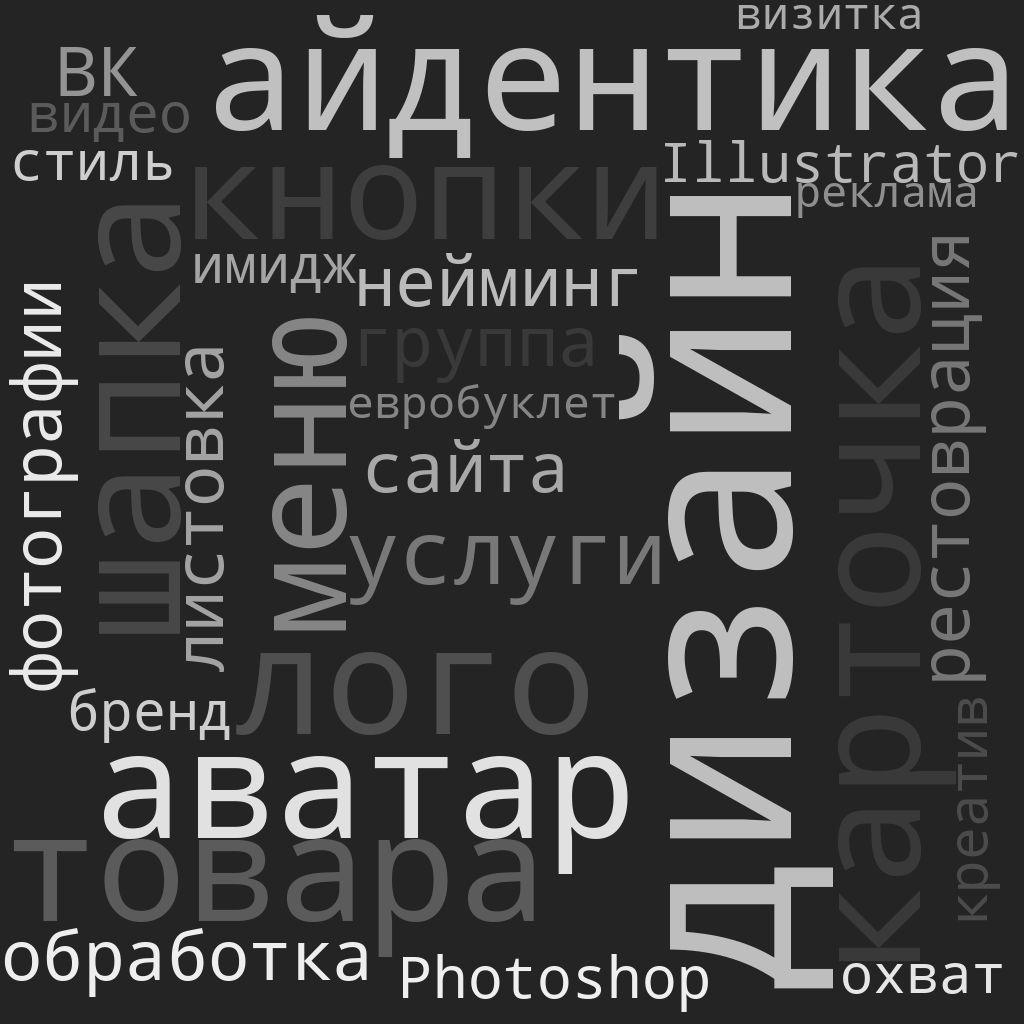 визитка
айдентика
ВК
видео
стиль
Illustrator
реклама
кнопки
шапка
имидж
нейминг
дизайн
карточка
рестоврация
фотографии
листовка
меню
группа
евробуклет
сайта
услуги
лого
бренд
креатив
аватар
товара
обработка
Photoshop
охват